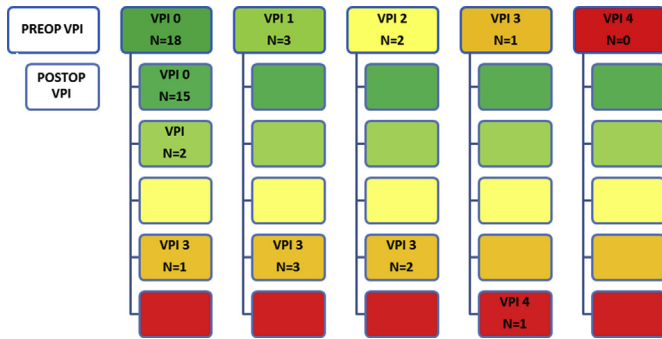 PREOP VPI
VPI 0
N=18
VPI 1
N=3
VPI 2
N=2
VPI 3
N=1
VPI 4
N=0
POSTOP
VPI
VPI 0
N=15
VPI
N=2
VPI 3
N=1
VPI 3
N=3
VPI 3
N=2
VPI 4
N=1